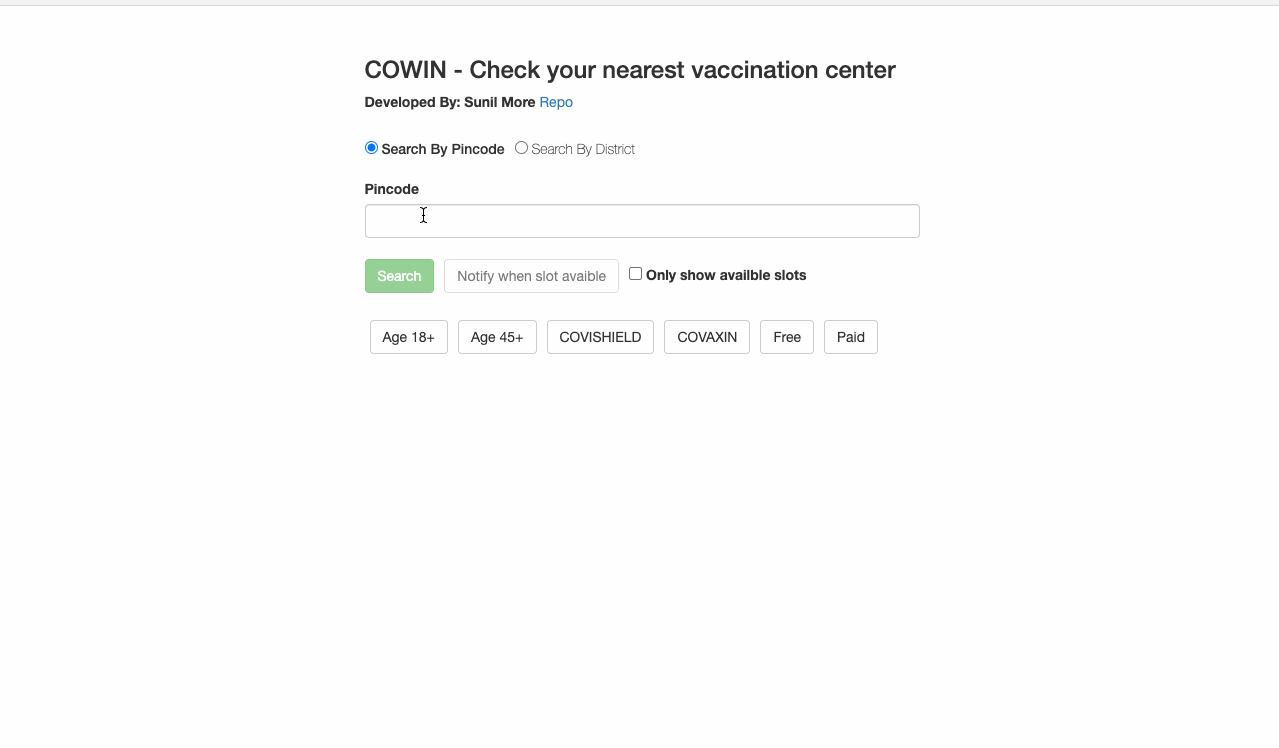 COWIN - Check your nearest vaccination center
Developed By: Sunil More Repo
Search By Pincode Search By District
Pincode
Search Notify when slot avaible Only show availble slots
Age 18+ Age 45+ COVISHIELD COVAXIN Free Paid